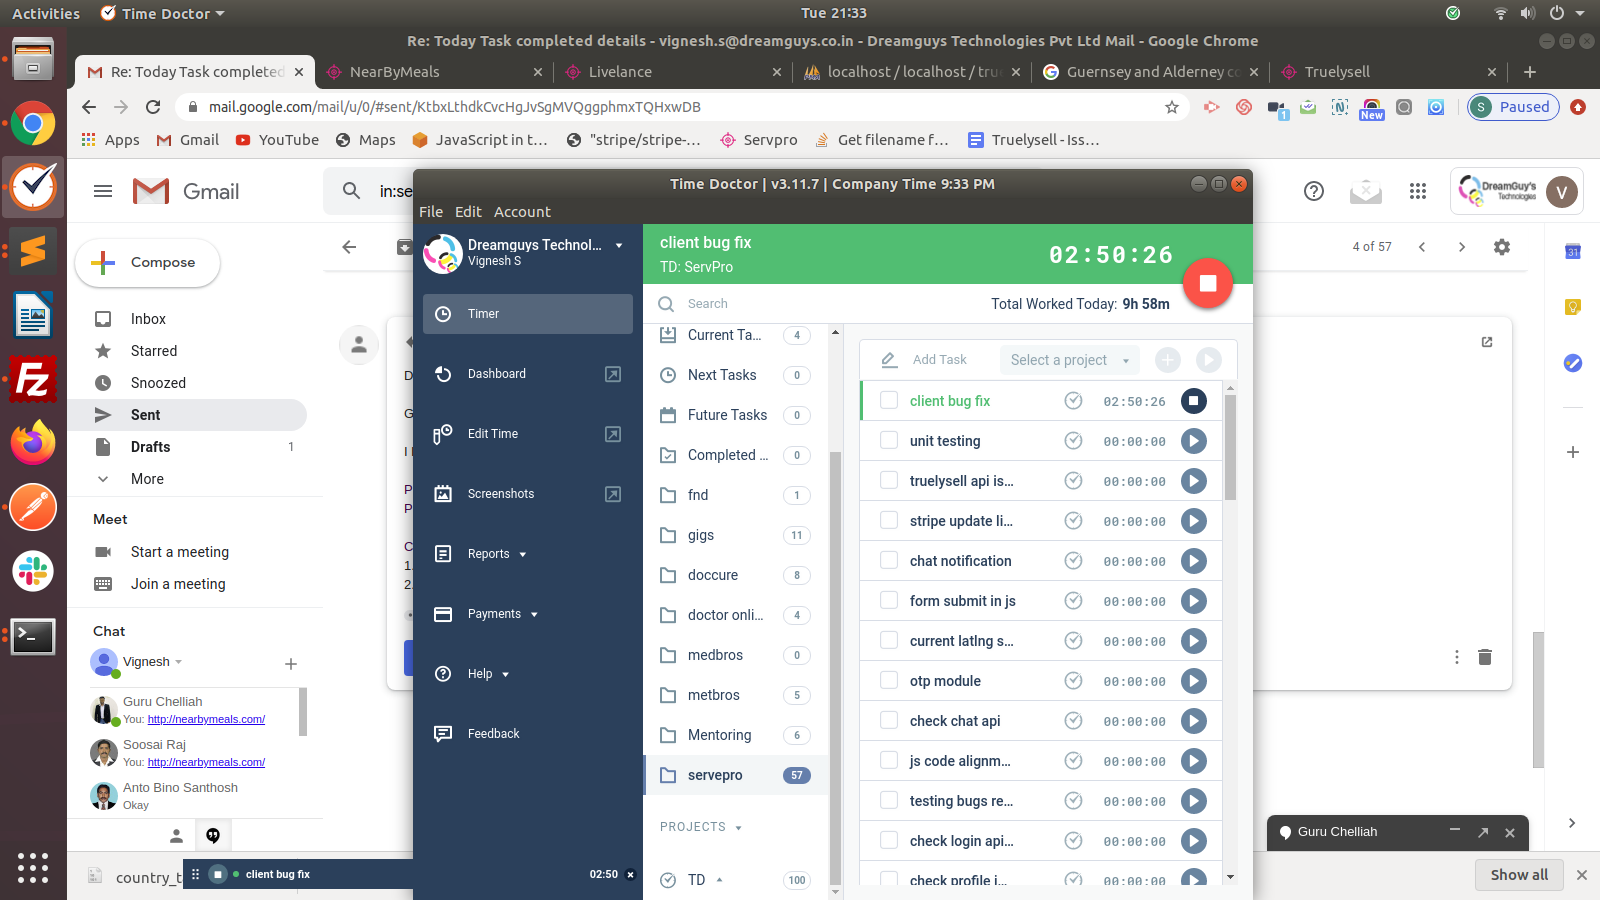 Activities
Time Doctor
Tue 21:33
Re: Today Task completed details - vignesh.s@dreamguys.co.in - Dreamguys Technologies Pvt Ltd Mail - Google Chrome
Re: Today Task completed
NearByMeals
Livelance
localhost / localhost / true
Guernsey and Alderney co
Truelysell
mail.google.com/mail/u/0/#sent/KtbxLthdkCvcHgJvSgMVQggphmxTQHxwDB
1
New
S Paused
Apps
Gmail
YouTube
Maps
JavaScript in t...
"stripe/stripe-...
Servpro
Get filename f...
Truelysell - Iss...
Gmail
in:se
DreamGuy's
Technologies
V
Compose
4 of 57
Inbox
Starred
Snoozed
Sent
Drafts 1
More
Meet
Start a meeting
Join a meeting
Chat
Vignesh
Guru Chelliah
You: http://nearbymeals.com/
Soosai Raj
You: http://nearbymeals.com/
Anto Bino Santhosh
Okay
D
G
I
P
P
C
1.
2.
31
Time Doctor | v3.11.7 | Company Time 9:33 PM
File Edit Account
Dreamguys Technol...
Vignesh S
Timer
Dashboard
Edit Time
Screenshots
Reports
Payments
Help
Feedback
client bug fix
TD: ServPro
02:50:26
Search
Total Worked Today: 9h 58m
Current Ta... 4
Next Tasks 0
Future Tasks 0
Completed ... 0
fnd 1
gigs 11
doccure 8
doctor onli... 4
medbros 0
metbros 5
Mentoring 6
servepro 57
PROJECTS
TD 100
Add Task
Select a project
client bug fix 02:50:26
unit testing 00:00:00
truelysell api is... 00:00:00
stripe update li... 00:00:00
chat notification 00:00:00
form submit in js 00:00:00
current latlng s... 00:00:00
otp module 00:00:00
check chat api 00:00:00
js code alignm... 00:00:00
testing bugs re... 00:00:00
check login api... 00:00:00
check profile i... 00:00:00
Guru Chelliah
country_t
client bug fix
02:50
Show all